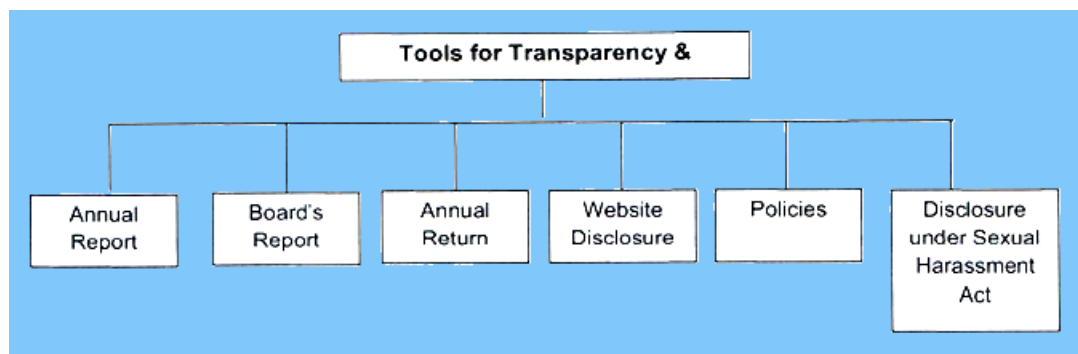 Tools for Transparency &
Annual
Report
Board's
Report
Annual
Return
Website
Disclosure
Policies
Disclosure
under Sexual
Harassment
Act